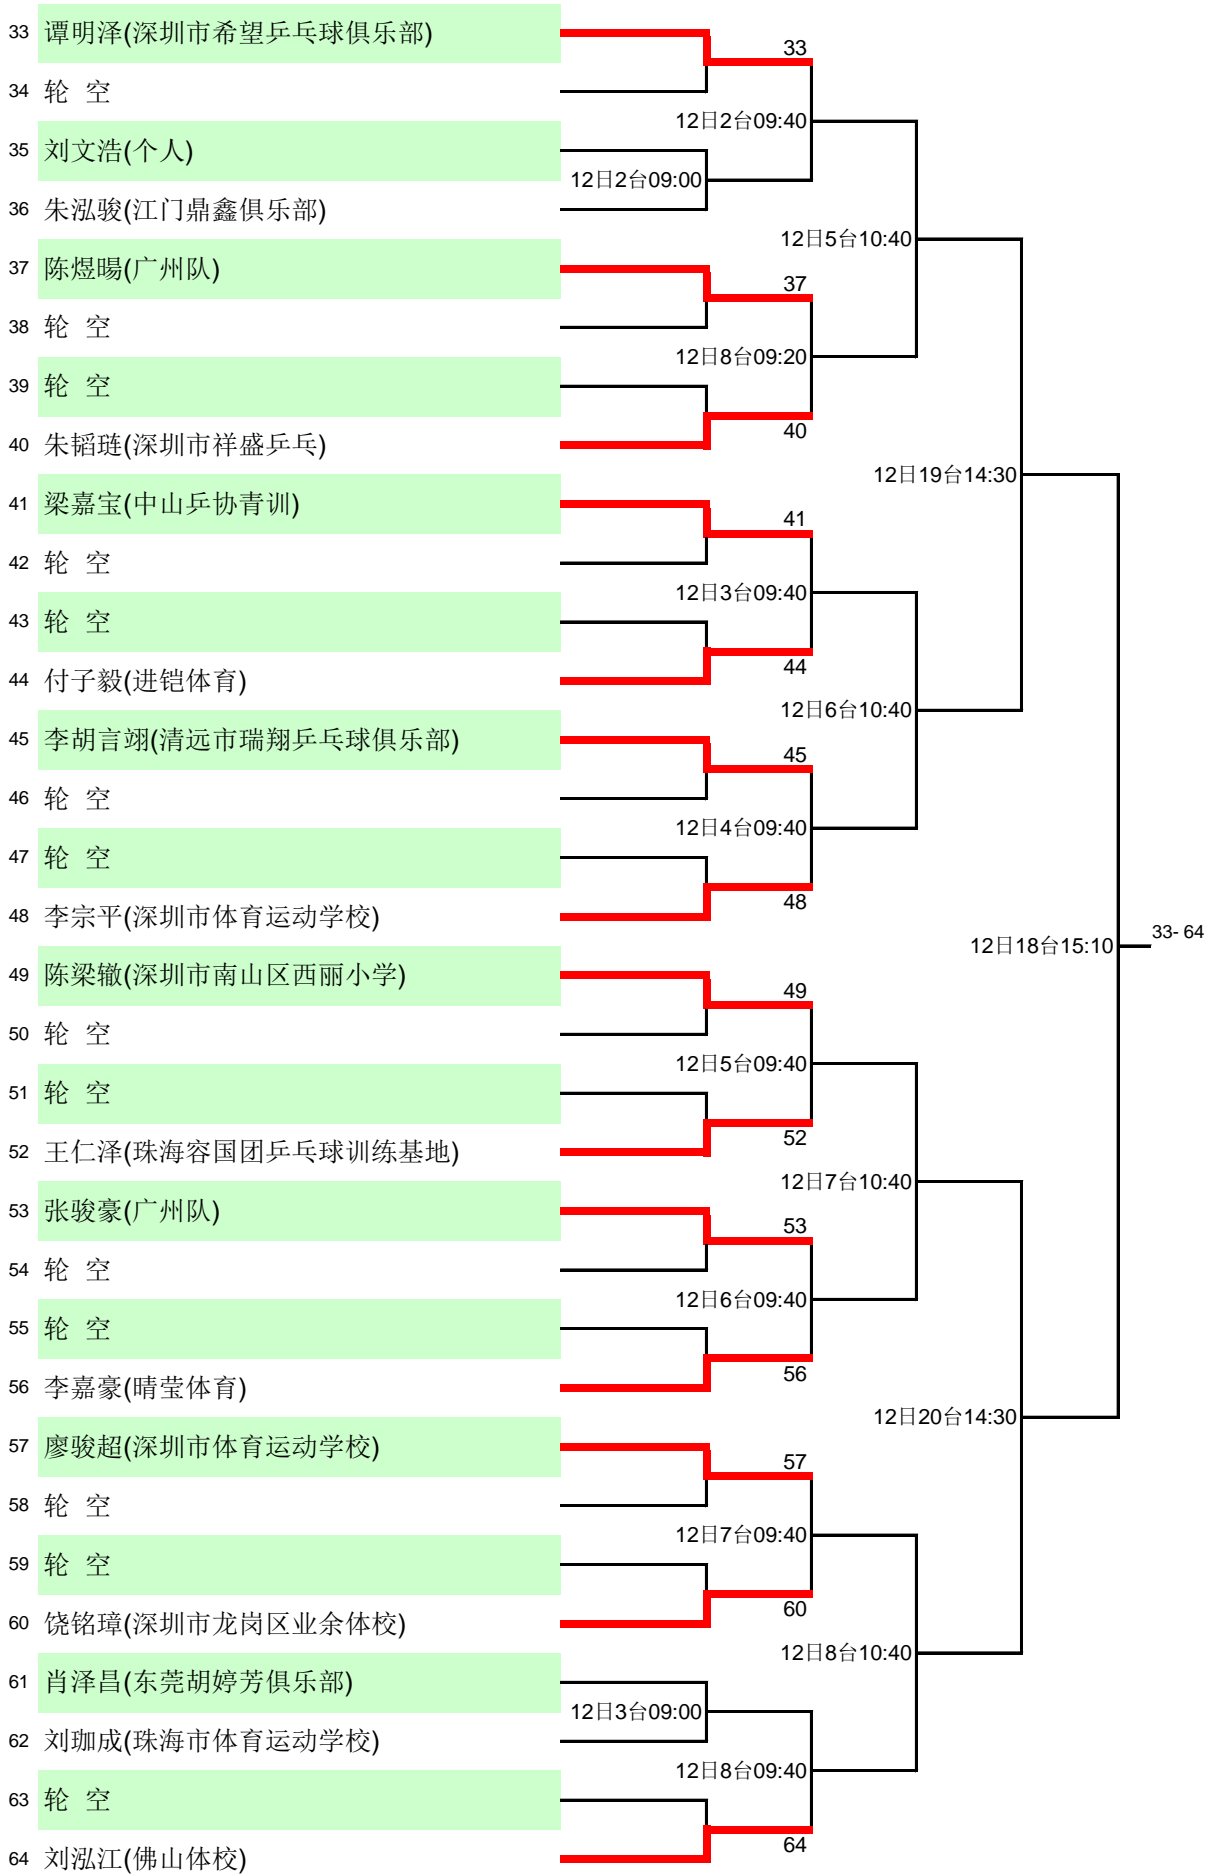 33 谭明泽(深圳市希望乒乓球俱乐部)
33
34 轮 空
12日2台09:40
35 刘文浩(个人)
12日2台09:00
36 朱泓骏(江门鼎鑫俱乐部)
12日5台10:40
37 陈煜暘(广州队)
37
38 轮 空
12日8台09:20
39 轮 空
40
40 朱韬琏(深圳市祥盛乒乓)
12日19台14:30
41 梁嘉宝(中山乒协青训)
41
42 轮 空
12日3台09:40
43 轮 空
44
44 付子毅(进铠体育)
12日6台10:40
45 李胡言翊(清远市瑞翔乒乓球俱乐部)
45
46 轮 空
12日4台09:40
47 轮 空
48
48 李宗平(深圳市体育运动学校)
33- 64
12日18台15:10
49 陈梁辙(深圳市南山区西丽小学)
49
50 轮 空
12日5台09:40
51 轮 空
52
52 王仁泽(珠海容国团乒乓球训练基地)
12日7台10:40
53 张骏豪(广州队)
53
54 轮 空
12日6台09:40
55 轮 空
56
56 李嘉豪(晴莹体育)
12日20台14:30
57 廖骏超(深圳市体育运动学校)
57
58 轮 空
12日7台09:40
59 轮 空
60
60 饶铭璋(深圳市龙岗区业余体校)
12日8台10:40
61 肖泽昌(东莞胡婷芳俱乐部)
12日3台09:00
62 刘珈成(珠海市体育运动学校)
12日8台09:40
63 轮 空
64
64 刘泓江(佛山体校)